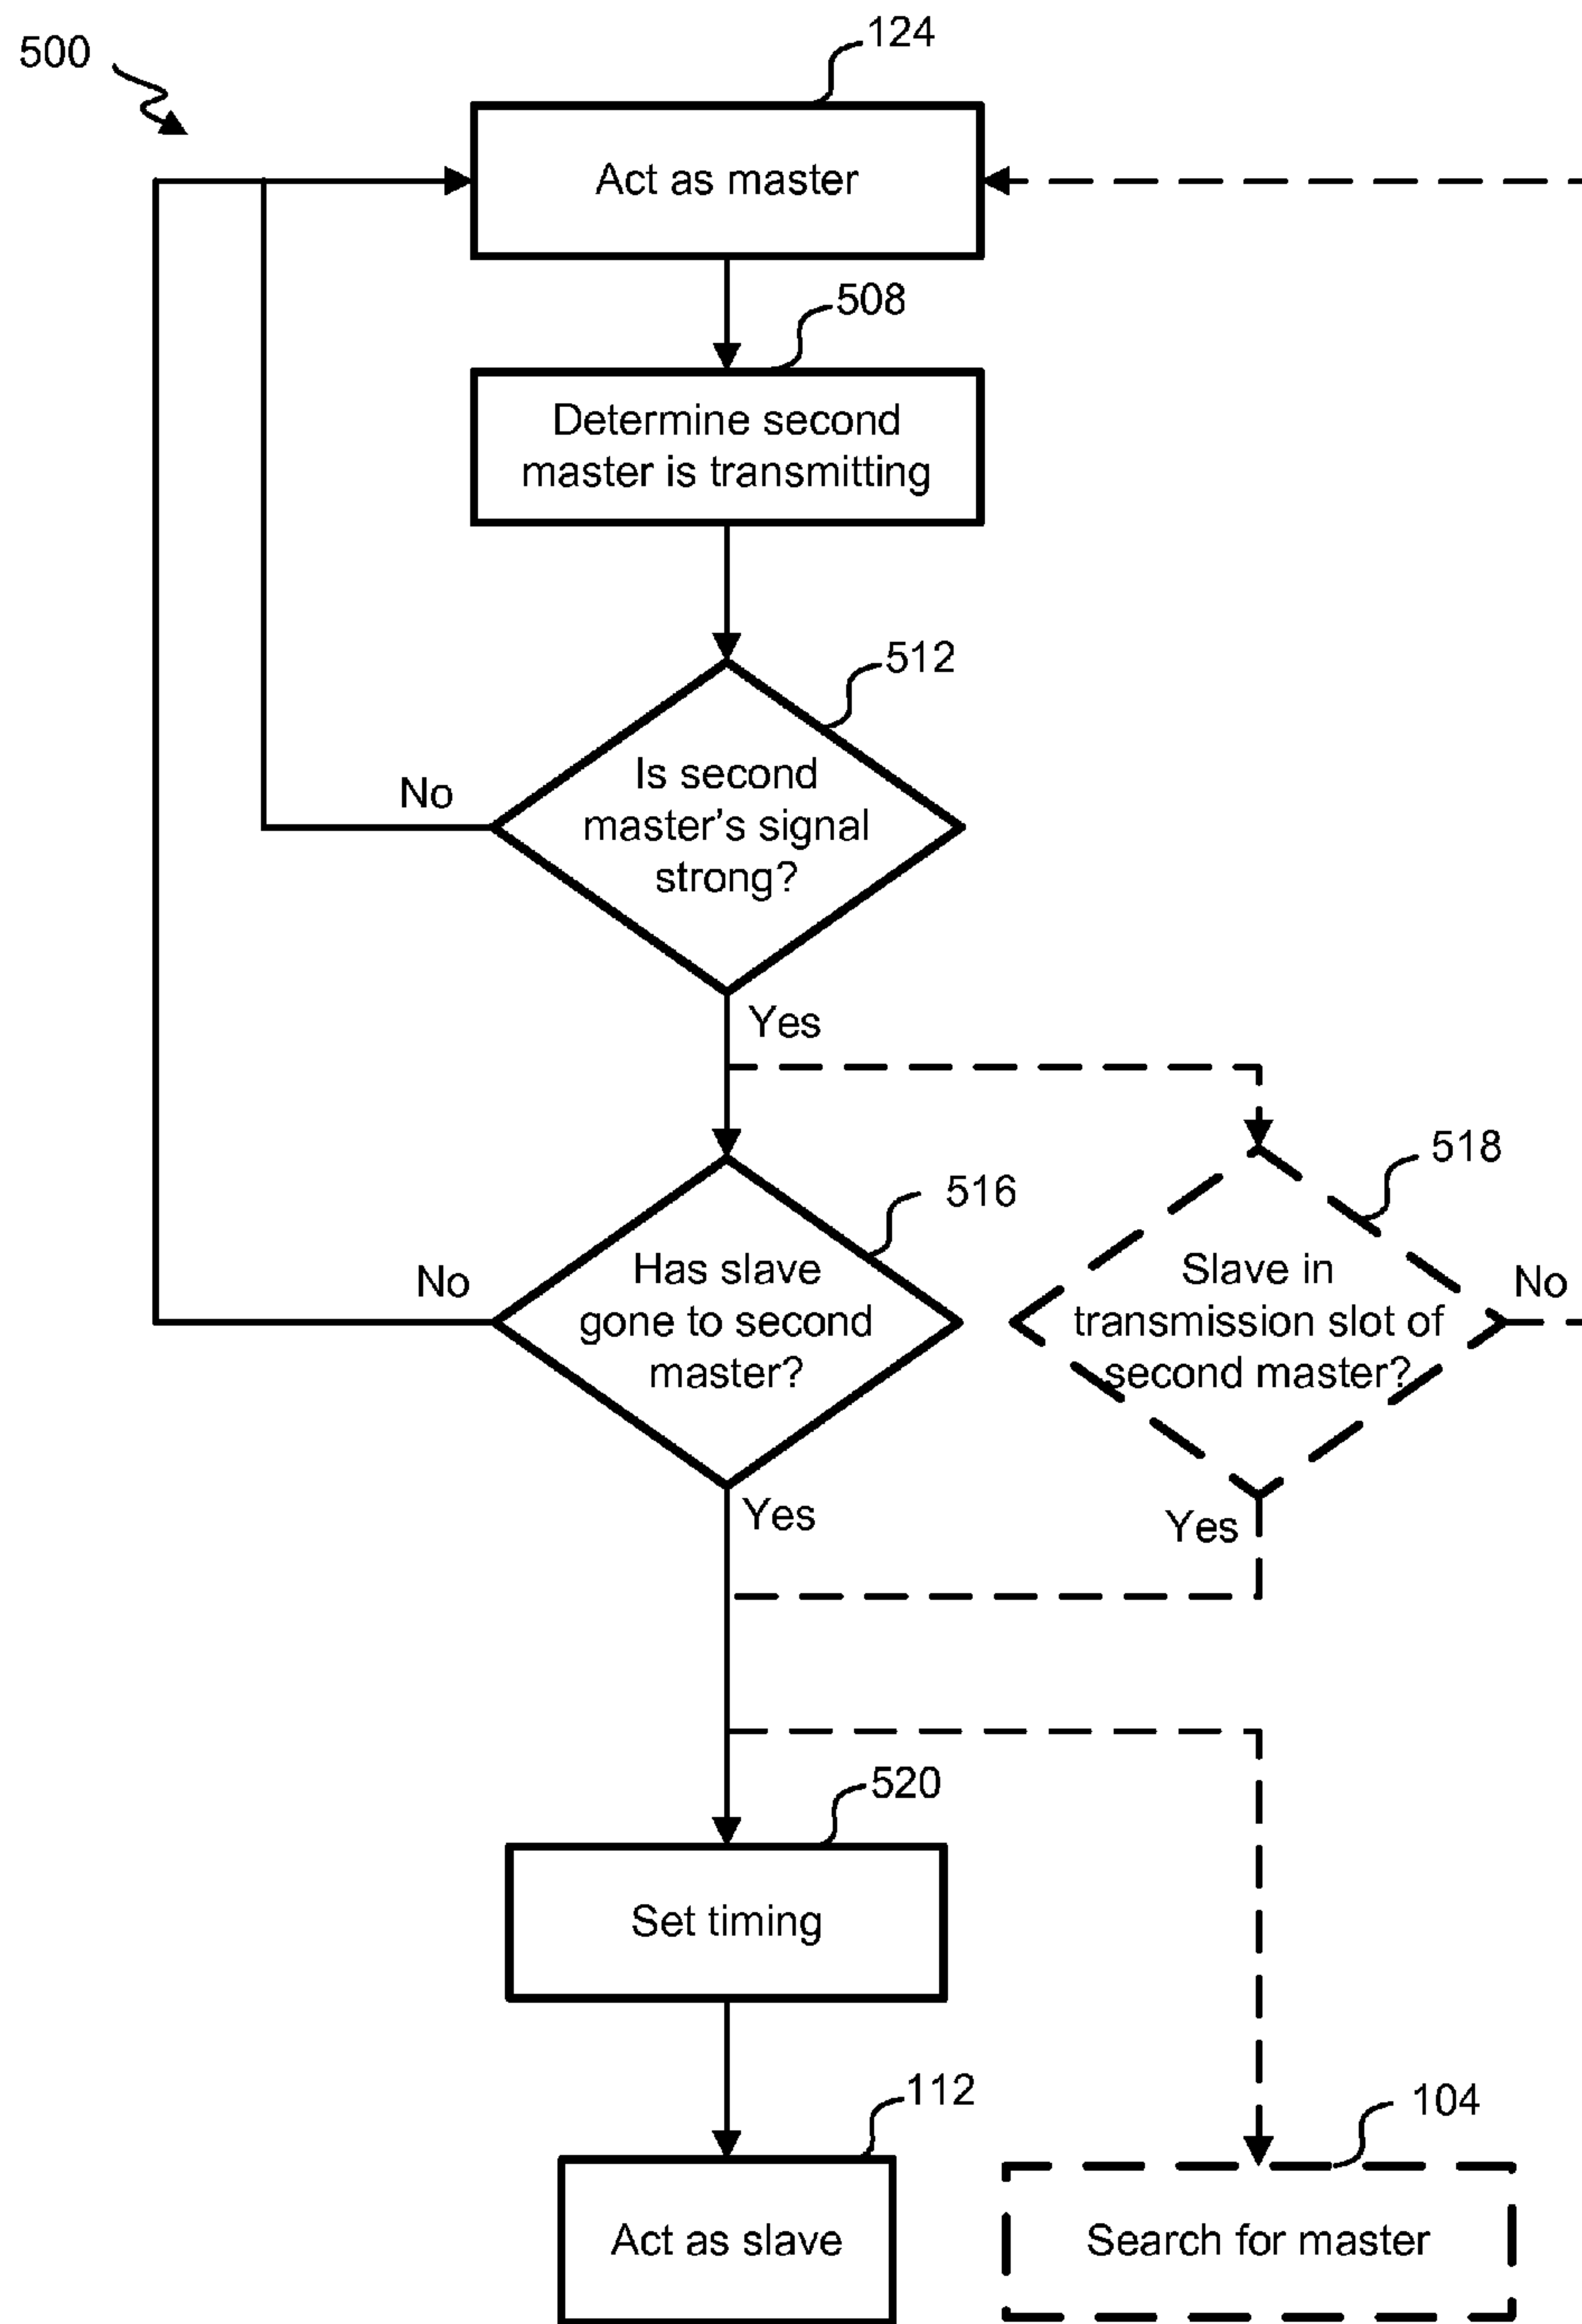 500
124
Act as master
508
Determine second
master is transmitting
512
Is second
master’s signal
strong?
No
Yes
516
518
Has slave
gone to second
master?
No
Slave in
transmission slot of
second master?
No
Yes
Yes
520
Set timing
112
104
Act as slave
Search for master